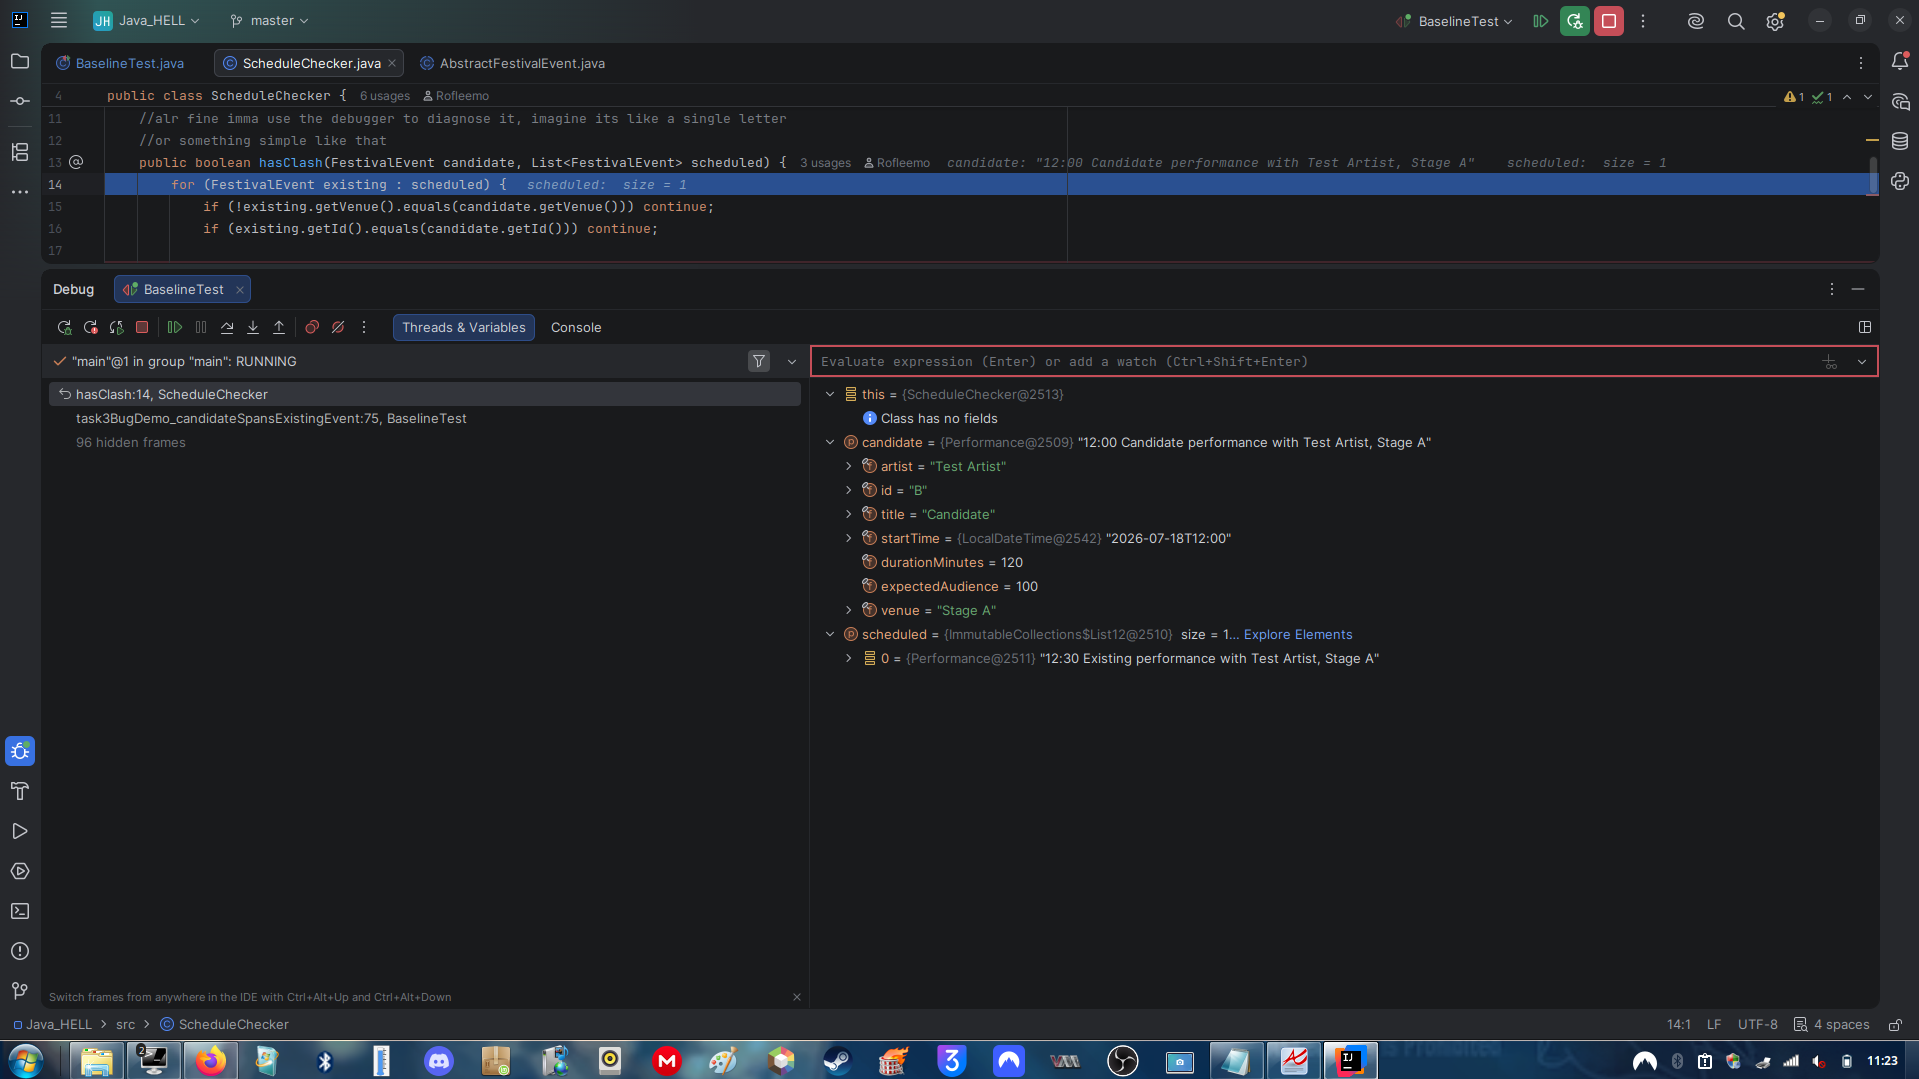 JH Java_HELL master BaselineTest
BaselineTest.java ScheduleChecker.java AbstractFestivalEvent.java
4 public class ScheduleChecker { 6 usages Rofleemo 1 1
11 //alr fine imma use the debugger to diagnose it, imagine its like a single letter
12 //or something simple like that
13 public boolean hasClash(FestivalEvent candidate, List<FestivalEvent> scheduled) { 3 usages Rofleemo candidate: "12:00 Candidate performance with Test Artist, Stage A" scheduled: size = 1
14 for (FestivalEvent existing : scheduled) { scheduled: size = 1
15 if (!existing.getVenue().equals(candidate.getVenue())) continue;
16 if (existing.getId().equals(candidate.getId())) continue;
17
Debug BaselineTest
Threads & Variables Console
"main"@1 in group "main": RUNNING
Evaluate expression (Enter) or add a watch (Ctrl+Shift+Enter)
hasClash:14, ScheduleChecker
task3BugDemo_candidateSpansExistingEvent:75, BaselineTest
96 hidden frames
this = {ScheduleChecker@2513}
Class has no fields
candidate = {Performance@2509} "12:00 Candidate performance with Test Artist, Stage A"
artist = "Test Artist"
id = "B"
title = "Candidate"
startTime = {LocalDateTime@2542} "2026-07-18T12:00"
durationMinutes = 120
expectedAudience = 100
venue = "Stage A"
scheduled = {ImmutableCollections$List12@2510} size = 1... Explore Elements
0 = {Performance@2511} "12:30 Existing performance with Test Artist, Stage A"
Switch frames from anywhere in the IDE with Ctrl+Alt+Up and Ctrl+Alt+Down
Java_HELL src ScheduleChecker 14:1 LF UTF-8 4 spaces
2 M 3 IJ 11:23